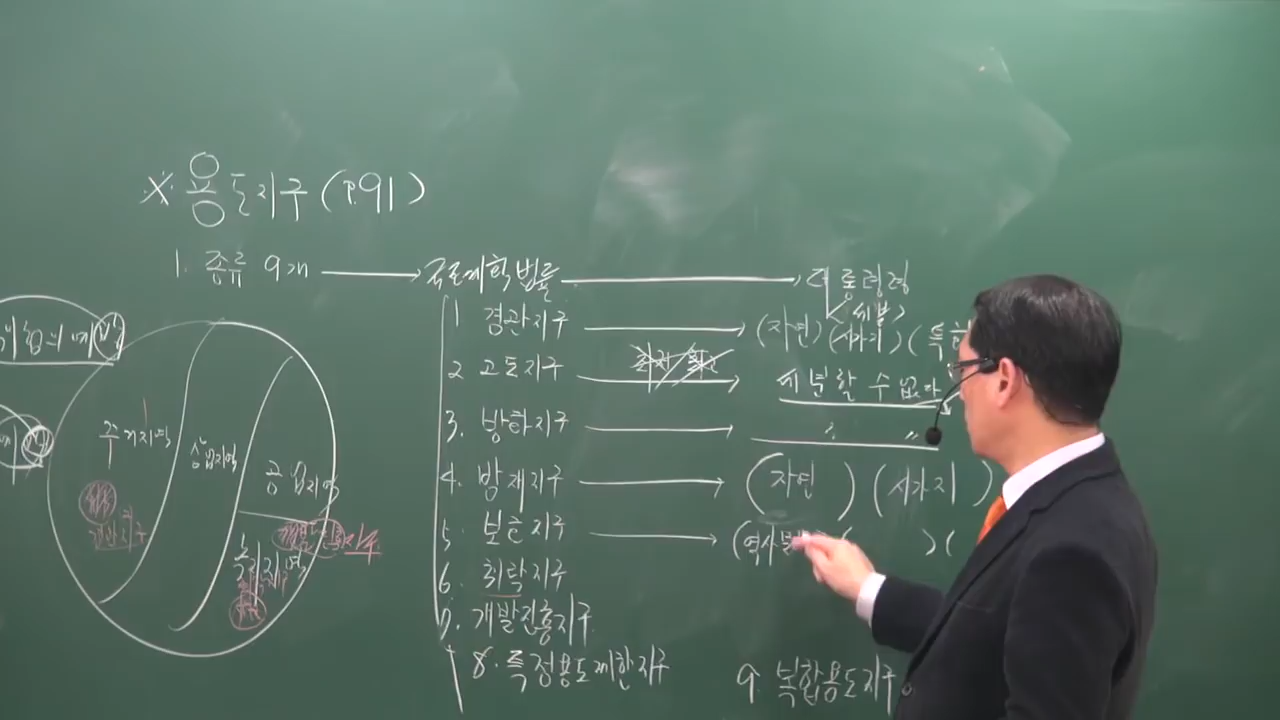 ※ 용도지구 (P.91)
1. 종류 9개 → 국토계획법률 → 대통령령
(세분)
1 경관지구 → (자연) (시가지) (특
2 고도지구 → 세분할 수 없다
3. 방화지구 → 〃
4. 방재지구 → (자연) (시가지)
5 보호지구 → (역사문 ( ) (
6. 취락지구
7. 개발진흥지구
8. 특정용도제한지구
9. 복합용도지구
주거지역
상업지역
공업지역
녹지지역